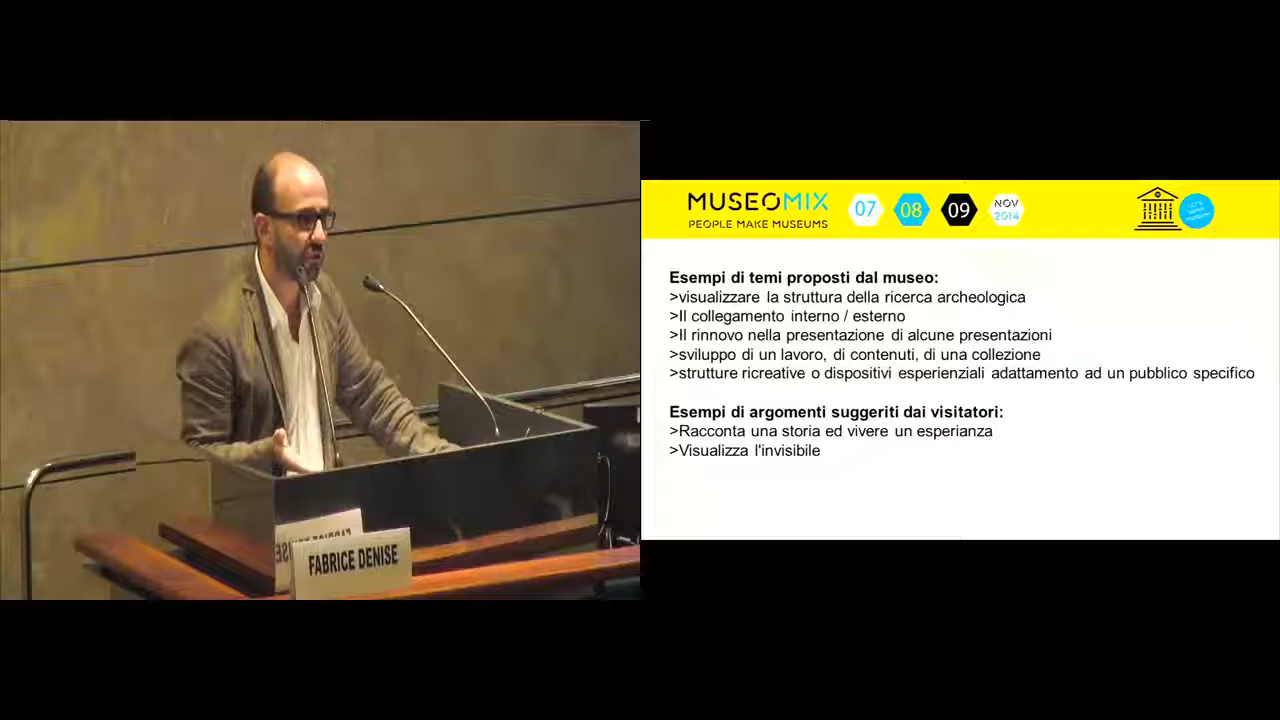 FABRICE DENISE
MUSEOMIX
PEOPLE MAKE MUSEUMS
07
08
09
NOV
2014
Esempi di temi proposti dal museo:
>visualizzare la struttura della ricerca archeologica
>Il collegamento interno / esterno
>Il rinnovo nella presentazione di alcune presentazioni
>sviluppo di un lavoro, di contenuti, di una collezione
>strutture ricreative o dispositivi esperienziali adattamento ad un pubblico specifico
Esempi di argomenti suggeriti dai visitatori:
>Racconta una storia ed vivere un esperianza
>Visualizza l'invisibile